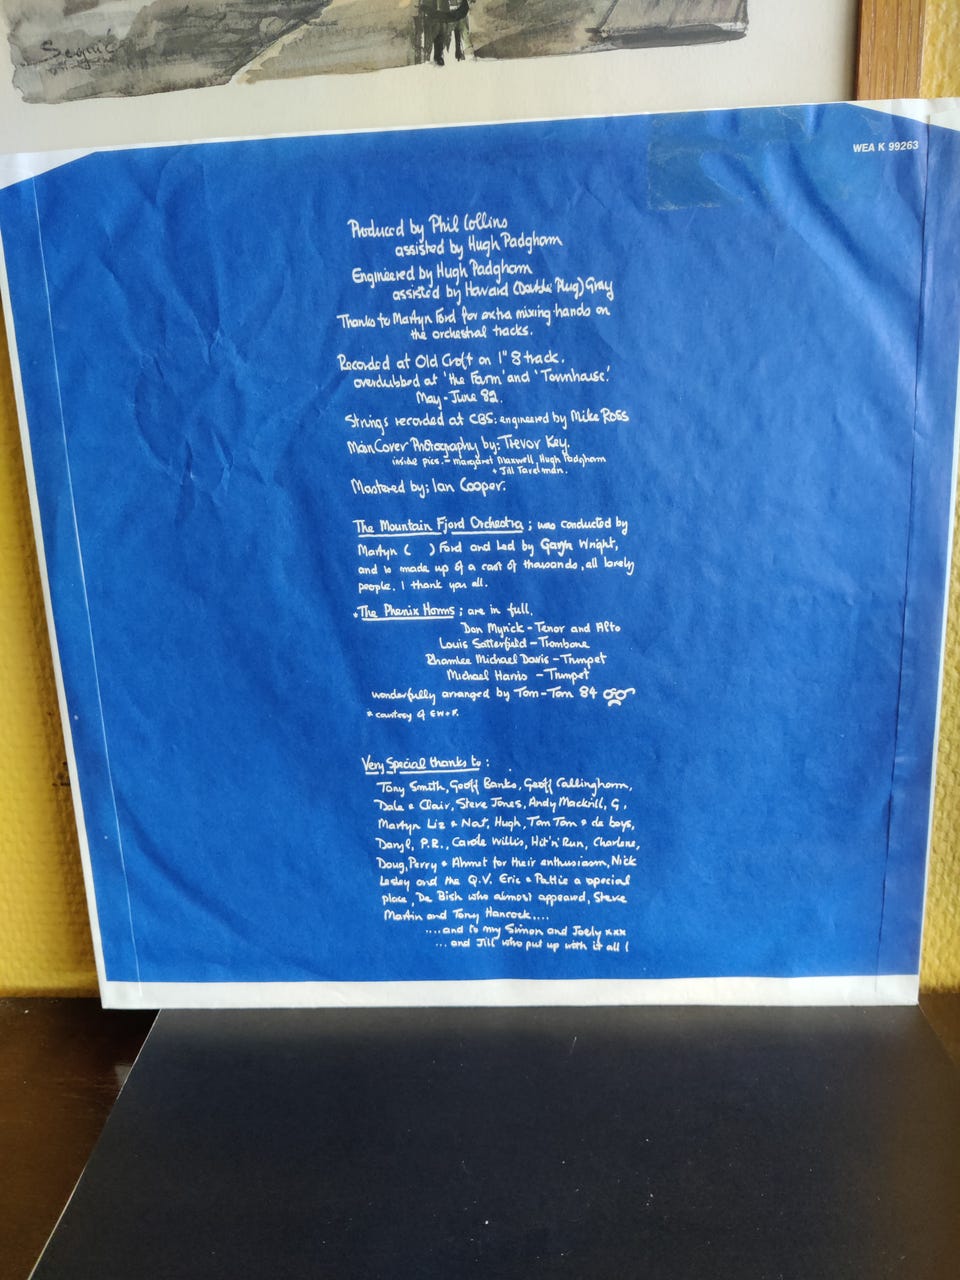 Seguí
WEA K 99263
Produced by Phil Collins
assisted by Hugh Padgham
Engineered by Hugh Padgham
assisted by Howard (Double Plug) Gray
Thanks to Martyn Ford for extra mixing hands on
the orchestral tracks.
Recorded at Old Croft on 1" 8 track.
overdubbed at 'the Farm' and 'Townhouse'.
May - June 82.
Strings recorded at CBS: engineered by Mike Ross
Main Cover Photography by; Trevor Key.
inside pics. - Margaret Maxwell, Hugh Padgham
+ Jill Tavelman.
Mastered by; Ian Cooper.
The Mountain Fjord Orchestra; was conducted by
Martyn ( ) Ford and Led by Gavyn Wright,
and is made up of a cast of thousands, all lovely
people. I thank you all.
*The Phenix Horns; are in full.
Don Myrick - Tenor and Alto
Louis Satterfield - Trombone
Rhamlee Michael Davis - Trumpet
Michael Harris - Trumpet
wonderfully arranged by Tom-Tom 84
* courtesy of E W + F.
Very Special thanks to:
Tony Smith, Geoff Banks, Geoff Callingham,
Dale + Clair, Steve Jones, Andy Mackrill, G,
Martyn Liz + Nat, Hugh, Tom Tom + de boys,
Daryl, P.R., Carole Willis, Hit'n'Run, Charlene,
Doug, Perry + Ahmet for their enthusiasm, Nick
Lesley and the Q.V. Eric + Pattie a special
place, De Bish who almost appeared, Steve
Martin and Tony Hancock....
....and to my Simon and Joely xxx
... and Jill who put up with it all !